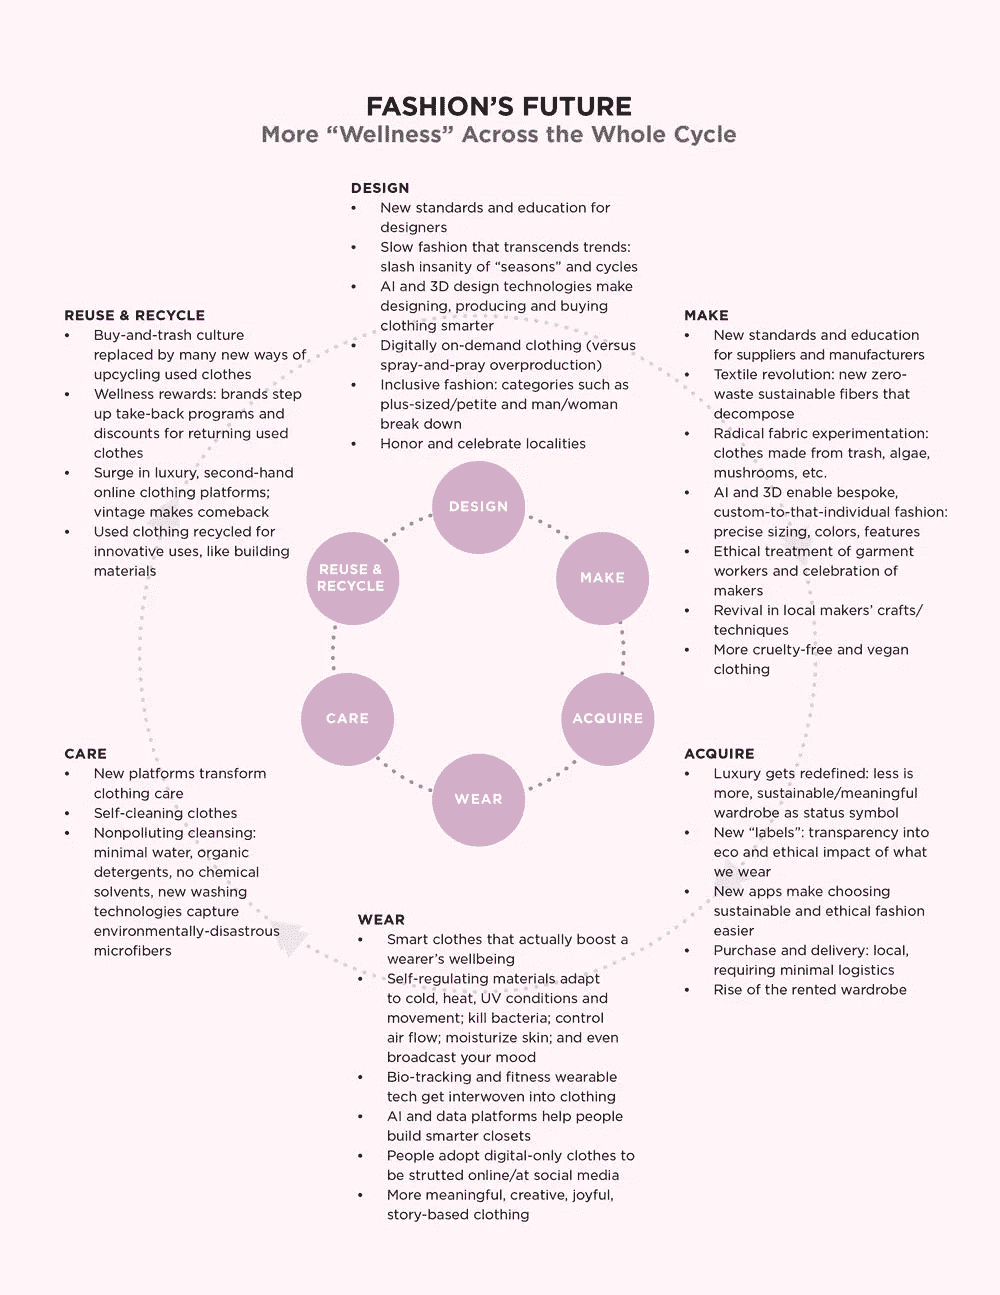 FASHION'S FUTURE
More “Wellness” Across the Whole Cycle
DESIGN
• New standards and education for
designers
• Slow fashion that transcends trends:
slash insanity of “seasons” and cycles
• AI and 3D design technologies make
designing, producing and buying
clothing smarter
• Digitally on-demand clothing (versus
spray-and-pray overproduction)
• Inclusive fashion: categories such as
plus-sized/petite and man/woman
break down
• Honor and celebrate localities
REUSE & RECYCLE
• Buy-and-trash culture
replaced by many new ways of
upcycling used clothes
• Wellness rewards: brands step
up take-back programs and
discounts for returning used
clothes
• Surge in luxury, second-hand
online clothing platforms;
vintage makes comeback
• Used clothing recycled for
innovative uses, like building
materials
MAKE
• New standards and education
for suppliers and manufacturers
• Textile revolution: new zero-
waste sustainable fibers that
decompose
• Radical fabric experimentation:
clothes made from trash, algae,
mushrooms, etc.
• AI and 3D enable bespoke,
custom-to-that-individual fashion:
precise sizing, colors, features
• Ethical treatment of garment
workers and celebration of
makers
• Revival in local makers' crafts/
techniques
• More cruelty-free and vegan
clothing
DESIGN
REUSE &
RECYCLE
MAKE
CARE
ACQUIRE
WEAR
CARE
• New platforms transform
clothing care
• Self-cleaning clothes
• Nonpolluting cleansing:
minimal water, organic
detergents, no chemical
solvents, new washing
technologies capture
environmentally-disastrous
microfibers
ACQUIRE
• Luxury gets redefined: less is
more, sustainable/meaningful
wardrobe as status symbol
• New “labels”: transparency into
eco and ethical impact of what
we wear
• New apps make choosing
sustainable and ethical fashion
easier
• Purchase and delivery: local,
requiring minimal logistics
• Rise of the rented wardrobe
WEAR
• Smart clothes that actually boost a
wearer's wellbeing
• Self-regulating materials adapt
to cold, heat, UV conditions and
movement; kill bacteria; control
air flow; moisturize skin; and even
broadcast your mood
• Bio-tracking and fitness wearable
tech get interwoven into clothing
• AI and data platforms help people
build smarter closets
• People adopt digital-only clothes to
be strutted online/at social media
• More meaningful, creative, joyful,
story-based clothing